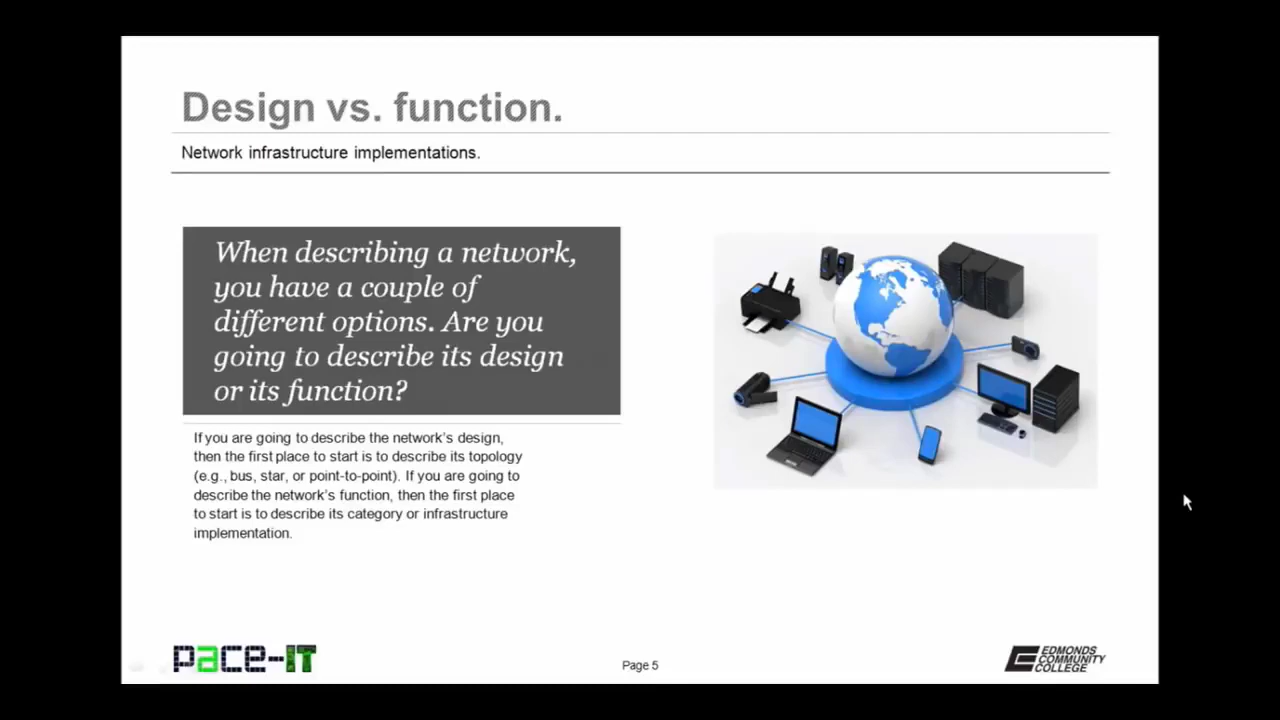 Design vs. function.
Network infrastructure implementations.
When describing a network,
you have a couple of
different options. Are you
going to describe its design
or its function?
If you are going to describe the network's design,
then the first place to start is to describe its topology
(e.g., bus, star, or point-to-point). If you are going to
describe the network's function, then the first place
to start is to describe its category or infrastructure
implementation.
pace-IT
Page 5
EDMONDS
COMMUNITY
COLLEGE